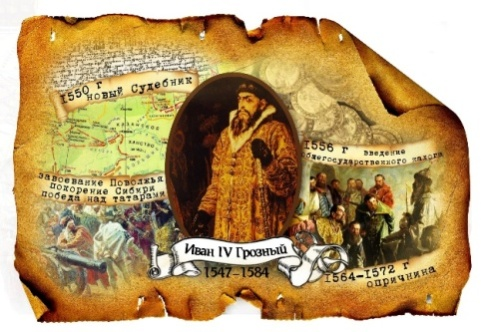 1550 г
новый Судебник
завоевание Поволжья,
покорение Сибири
победа над татарами
Иван IV Грозный
1547-1584
1556 г введение
бщегосударственного налога
1564-1572 г
опричнина